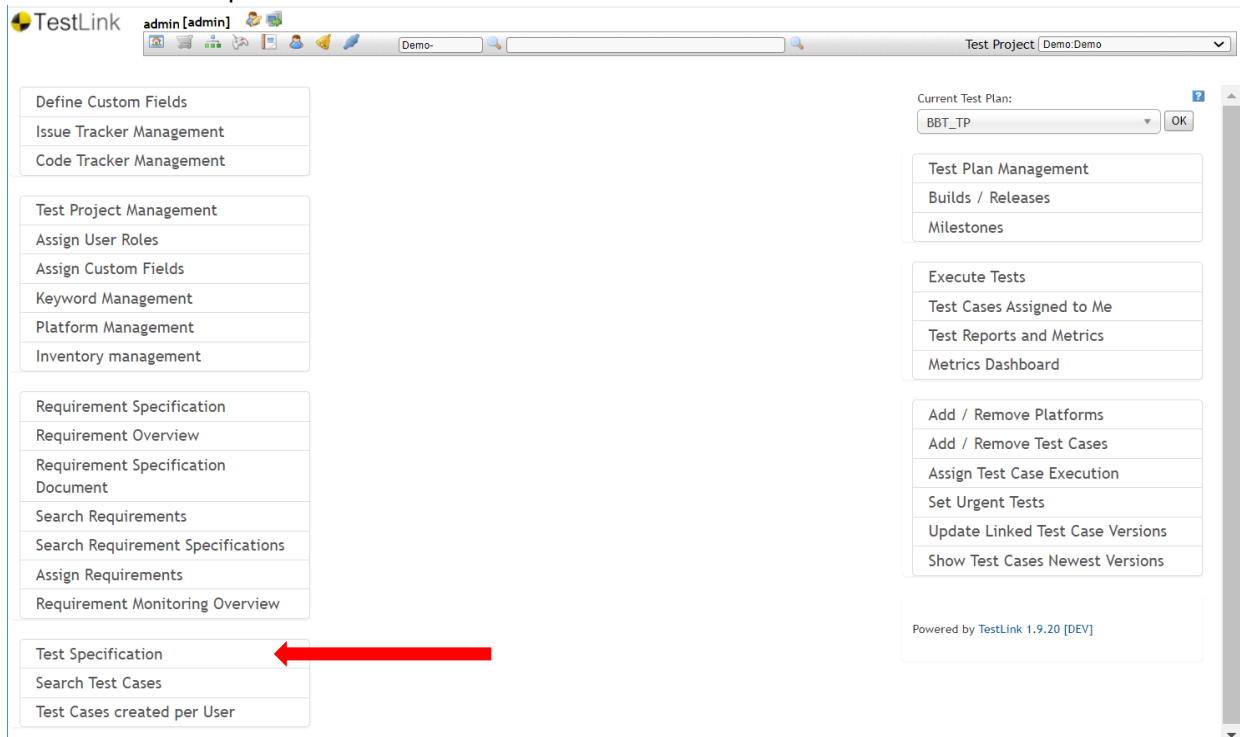 TestLink
admin [admin]
Demo-
Test Project Demo:Demo
Define Custom Fields
Issue Tracker Management
Code Tracker Management
Test Project Management
Assign User Roles
Assign Custom Fields
Keyword Management
Platform Management
Inventory management
Requirement Specification
Requirement Overview
Requirement Specification
Document
Search Requirements
Search Requirement Specifications
Assign Requirements
Requirement Monitoring Overview
Test Specification
Search Test Cases
Test Cases created per User
Current Test Plan:
?
BBT_TP
OK
Test Plan Management
Builds / Releases
Milestones
Execute Tests
Test Cases Assigned to Me
Test Reports and Metrics
Metrics Dashboard
Add / Remove Platforms
Add / Remove Test Cases
Assign Test Case Execution
Set Urgent Tests
Update Linked Test Case Versions
Show Test Cases Newest Versions
Powered by TestLink 1.9.20 [DEV]